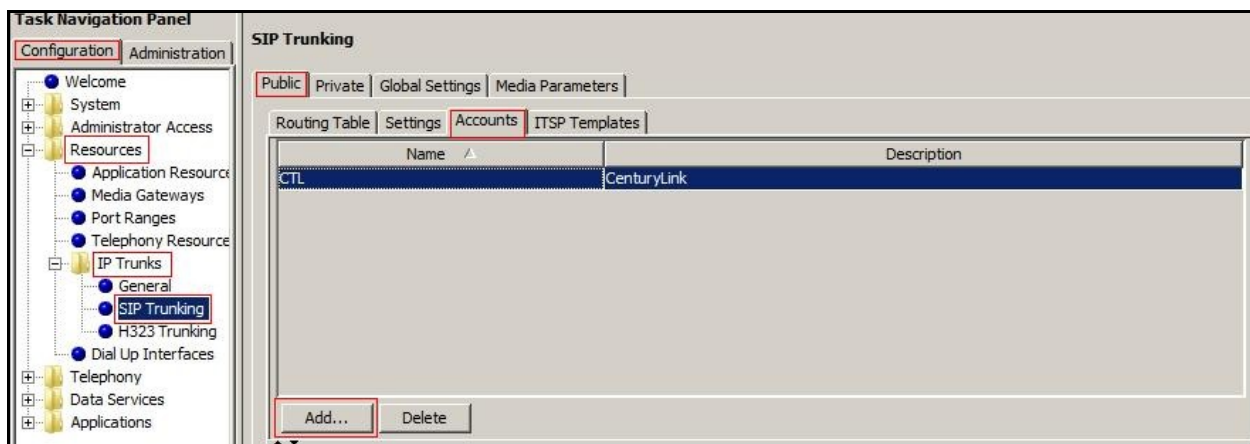 Task Navigation Panel
Configuration
Administration
Welcome
System
Administrator Access
Resources
Application Resource
Media Gateways
Port Ranges
Telephony Resource
IP Trunks
General
SIP Trunking
H323 Trunking
Dial Up Interfaces
Telephony
Data Services
Applications
SIP Trunking
Public
Private
Global Settings
Media Parameters
Routing Table
Settings
Accounts
ITSP Templates
Name
Description
CTL
CenturyLink
Add...
Delete